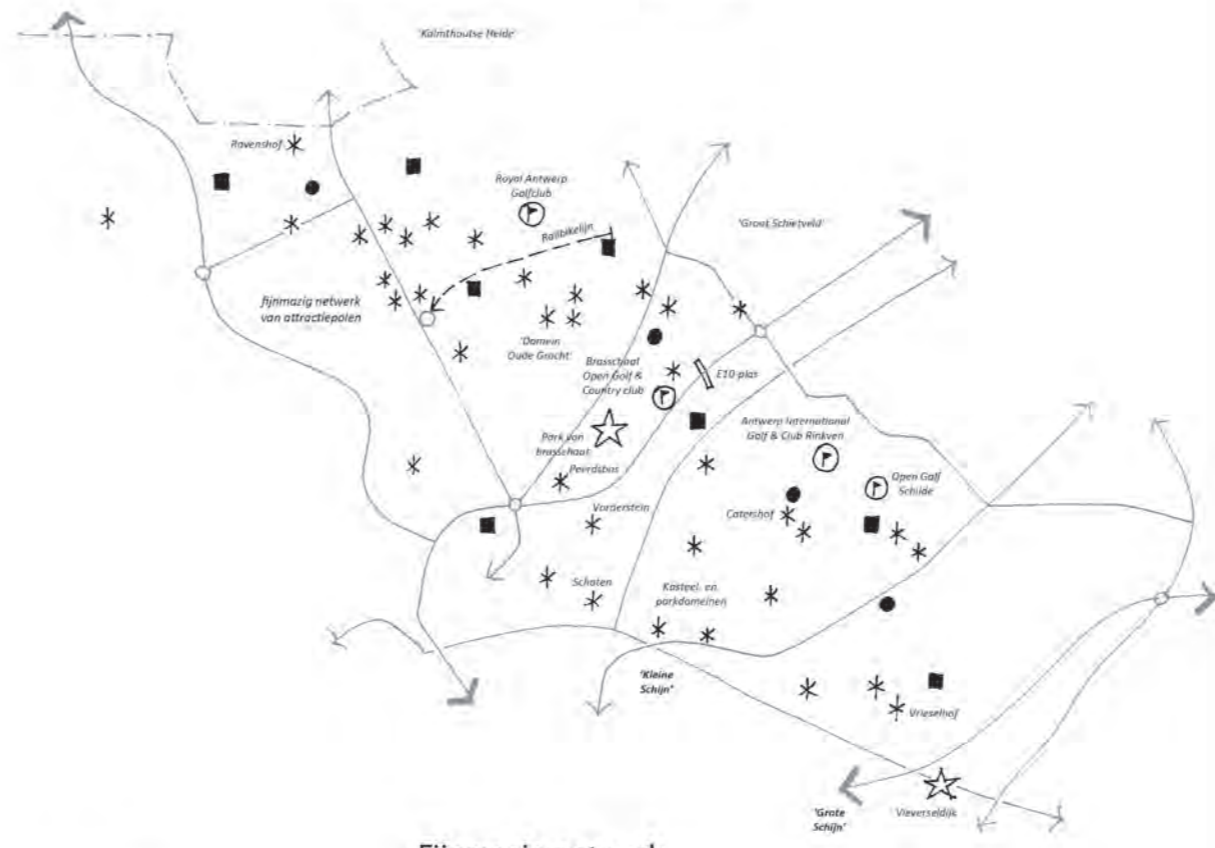 'Kalmthoutse Heide'
Ravenshof
Royal Antwerp
Golfclub
Railbikelijn
'Groot Schietveld'
fijnmazig netwerk
van attractiepolen
'Domein
Oude Gracht'
Brasschaat
Open Golf &
Country club
E10-plas
Antwerp International
Golf & Club Rinkven
Park van
brasschaat
Peerdsbos
Open Golf
Schilde
Vorderstein
Catershof
Schoten
Kasteel. en
parkdomeinen
'Kleine
Schijn'
Vrieselhof
'Grote
Schijn'
Vieverseldijk